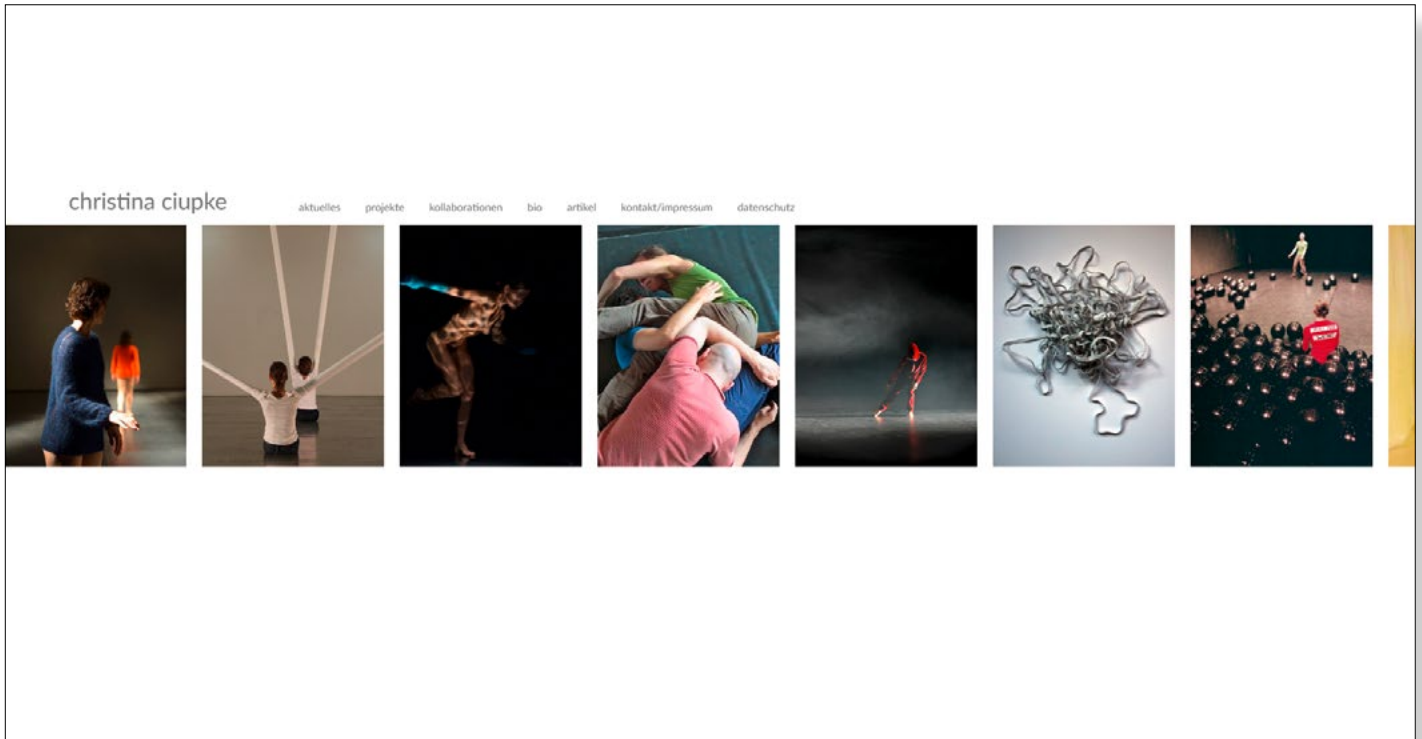 christina ciupke
aktuelles projekte kollaborationen bio artikel kontakt/impressum datenschutz